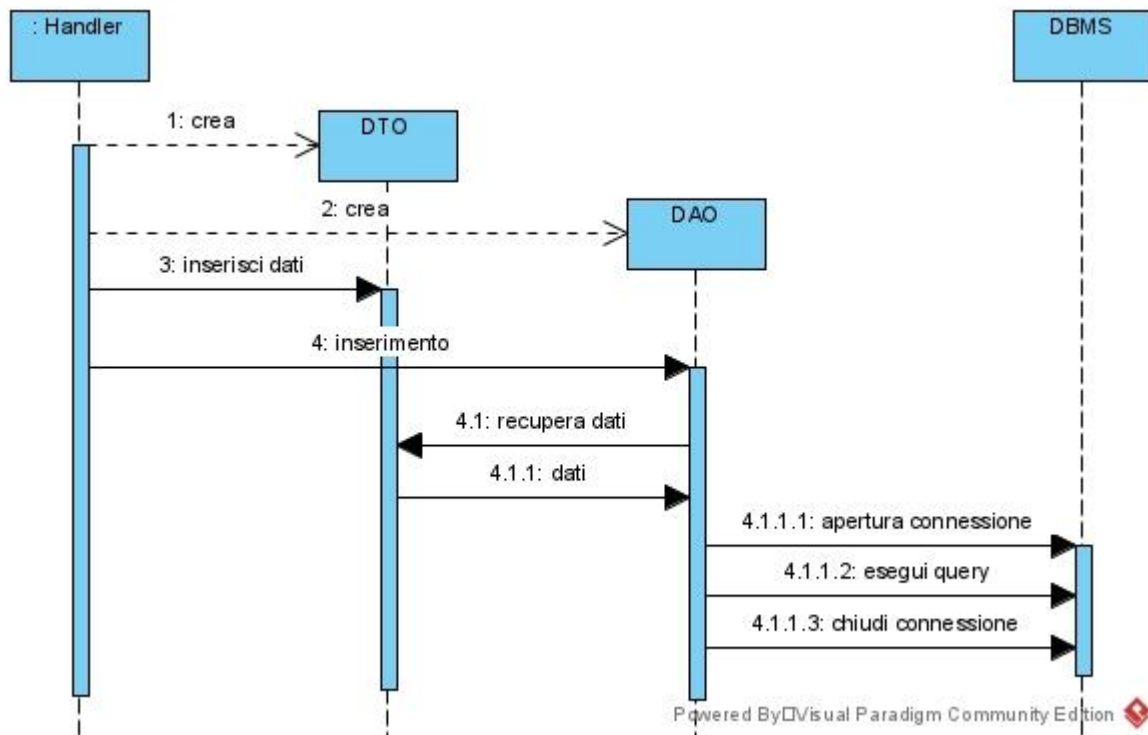 : Handler
DBMS
DTO
1: crea
DAO
2: crea
3: inserisci dati
4: inserimento
4.1: recupera dati
4.1.1: dati
4.1.1.1: apertura connessione
4.1.1.2: esegui query
4.1.1.3: chiudi connessione
Powered By□Visual Paradigm Community Edition